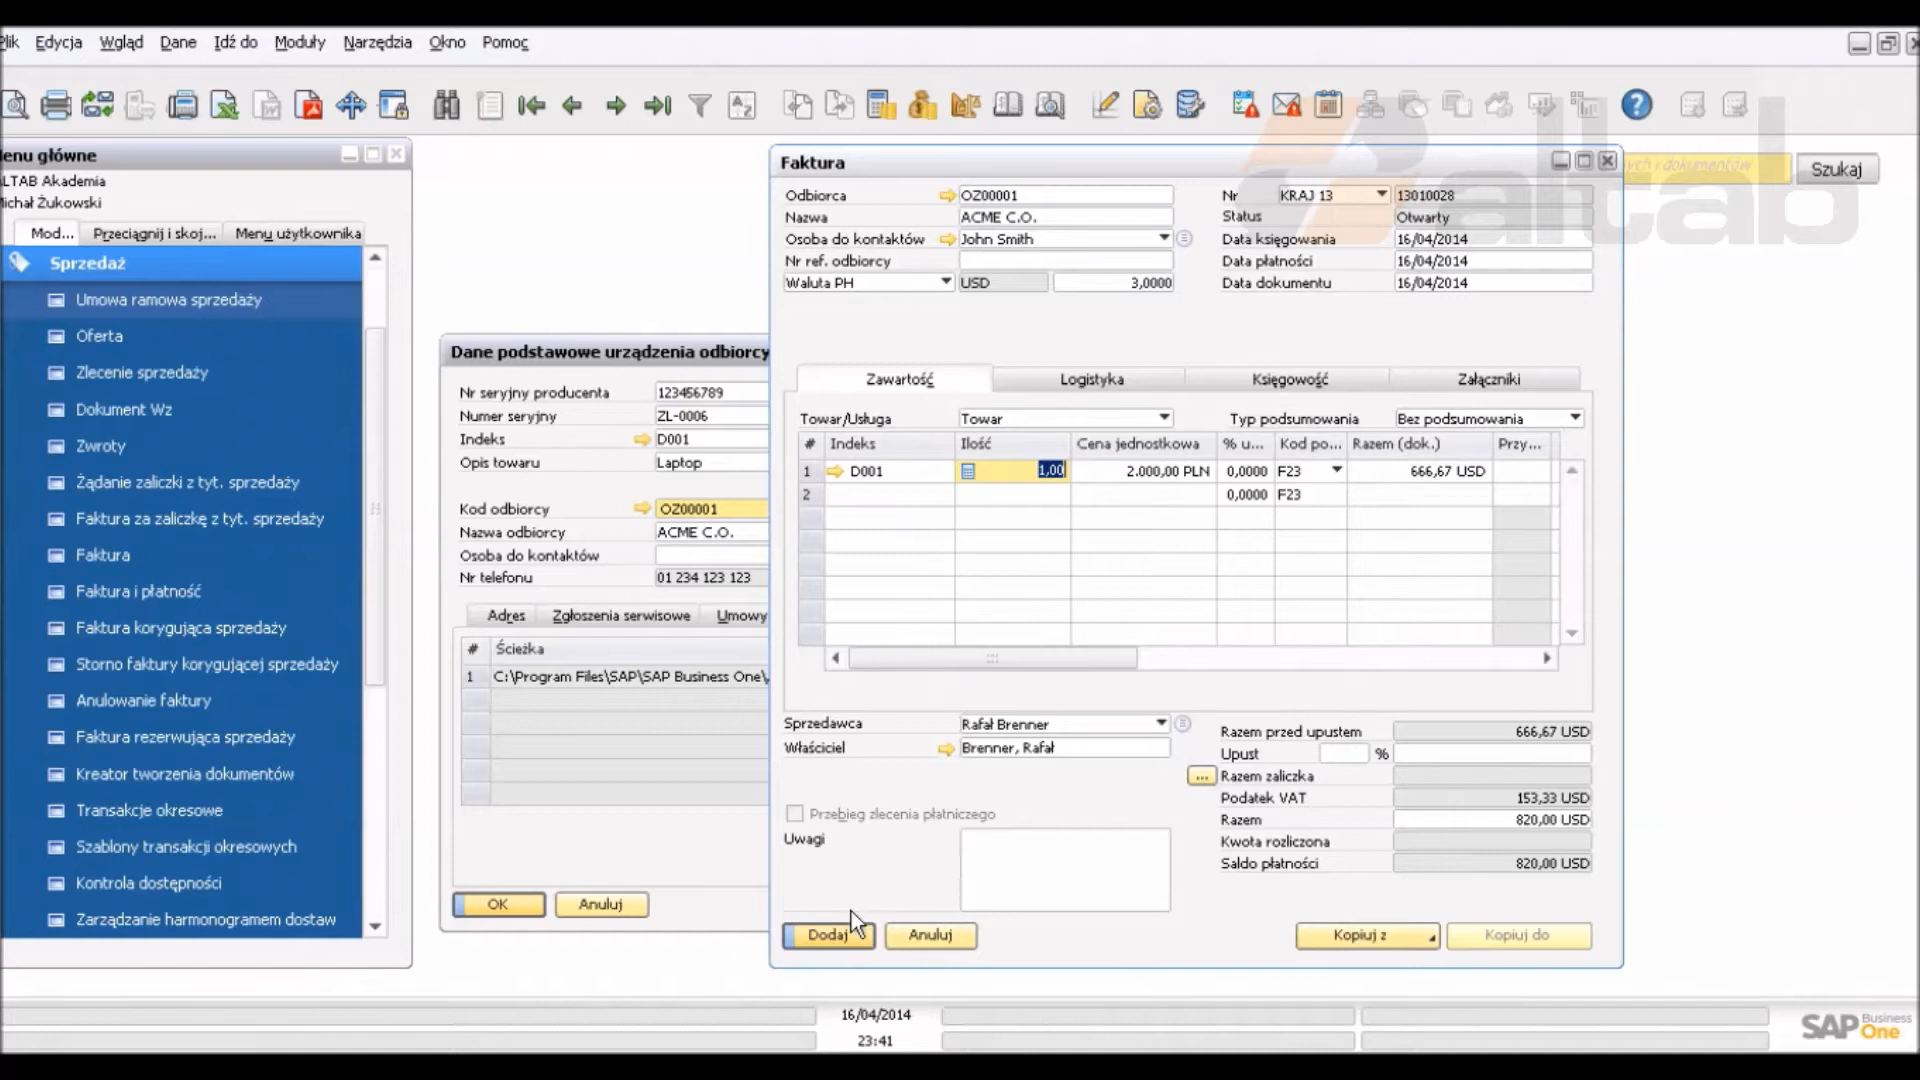 Plik Edycja Wgląd Dane Idź do Moduły Narzędzia Okno Pomoc
altab
Menu główne
ALTAB Akademia
Michał Żukowski
Mod... Przeciągnij i skoj... Menu użytkownika
Sprzedaż
Umowa ramowa sprzedaży
Oferta
Zlecenie sprzedaży
Dokument Wz
Zwroty
Żądanie zaliczki z tyt. sprzedaży
Faktura za zaliczkę z tyt. sprzedaży
Faktura
Faktura i płatność
Faktura korygująca sprzedaży
Storno faktury korygującej sprzedaży
Anulowanie faktury
Faktura rezerwująca sprzedaży
Kreator tworzenia dokumentów
Transakcje okresowe
Szablony transakcji okresowych
Kontrola dostępności
Zarządzanie harmonogramem dostaw
Dane podstawowe urządzenia odbiorcy
Nr seryjny producenta 123456789
Numer seryjny ZL-0006
Indeks D001
Opis towaru Laptop
Kod odbiorcy OZ00001
Nazwa odbiorcy ACME C.O.
Osoba do kontaktów
Nr telefonu 01 234 123 123
Adres Zgłoszenia serwisowe Umowy
# Ścieżka
1 C:\Program Files\SAP\SAP Business One\
OK Anuluj
Faktura
dokumentów
Szukaj
Odbiorca OZ00001 Nr KRAJ 13 13010028
Nazwa ACME C.O. Status Otwarty
Osoba do kontaktów John Smith Data księgowania 16/04/2014
Nr ref. odbiorcy Data płatności 16/04/2014
Waluta PH USD 3,0000 Data dokumentu 16/04/2014
Zawartość Logistyka Księgowość Załączniki
Towar/Usługa Towar Typ podsumowania Bez podsumowania
# Indeks Ilość Cena jednostkowa % u... Kod po... Razem (dok.) Przy...
1 D001 1,00 2.000,00 PLN 0,0000 F23 666,67 USD
2 0,0000 F23
Sprzedawca Rafał Brenner
Właściciel Brenner, Rafał
Przebieg zlecenia płatniczego
Uwagi
Razem przed upustem 666,67 USD
Upust %
... Razem zaliczka
Podatek VAT 153,33 USD
Razem 820,00 USD
Kwota rozliczona
Saldo płatności 820,00 USD
Dodaj Anuluj Kopiuj z Kopiuj do
16/04/2014
23:41
SAP Business One